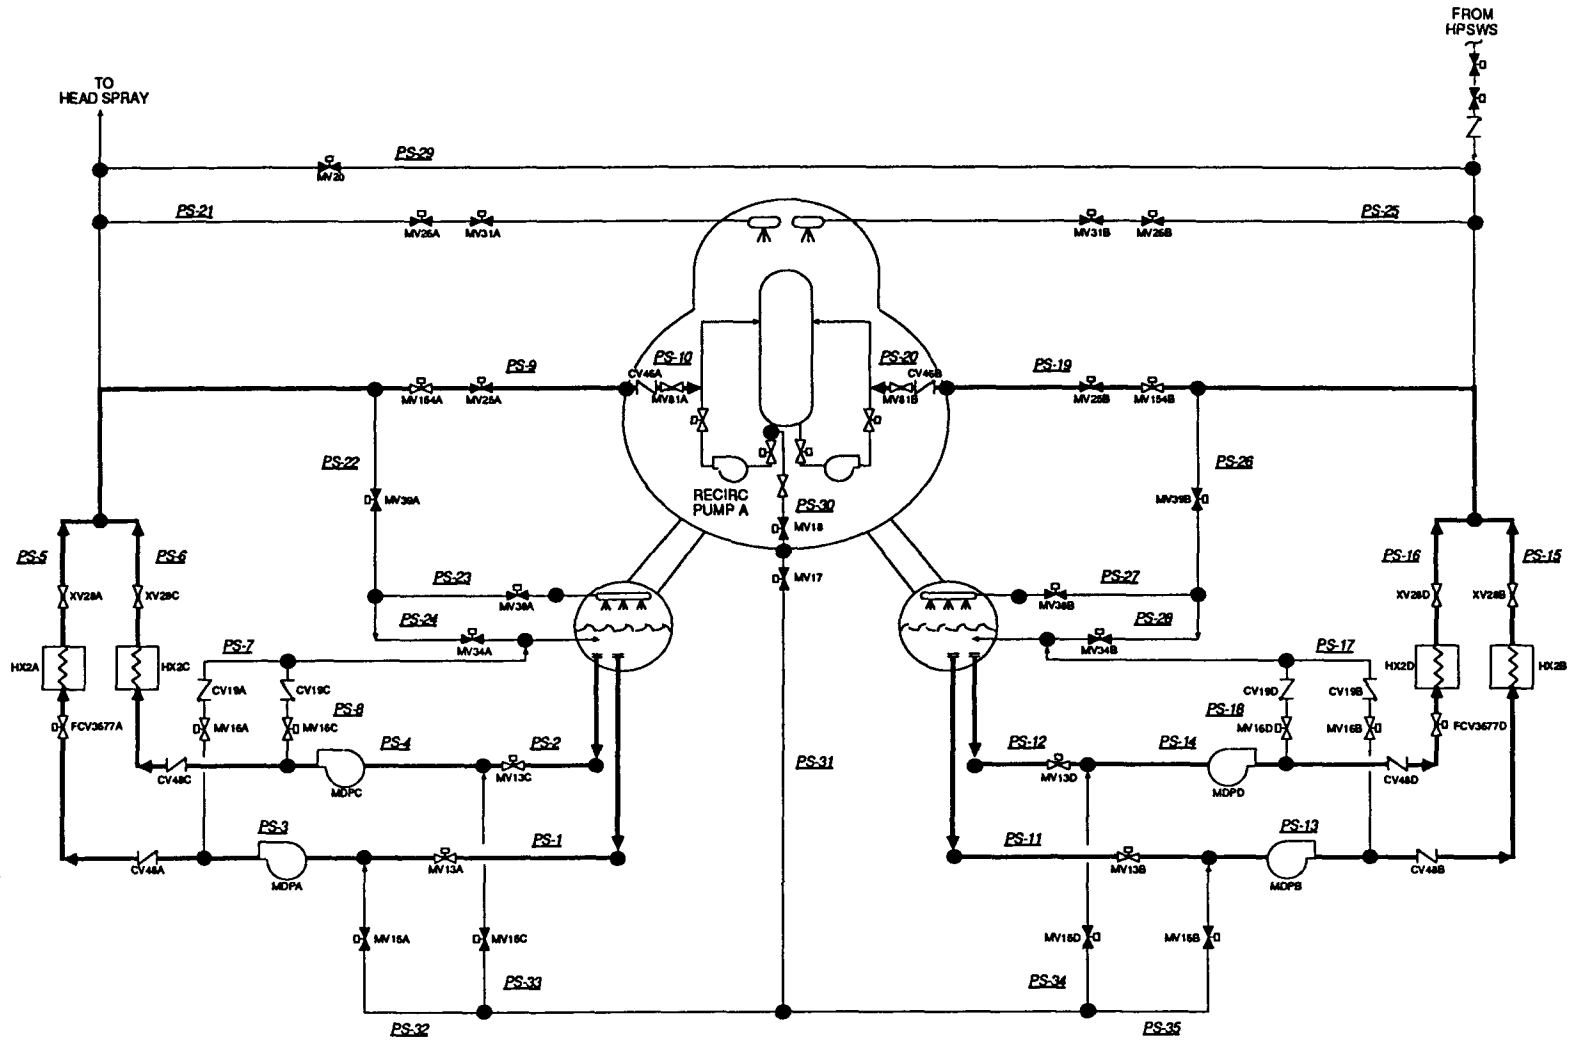 FROM
HPSWS
TO
HEAD SPRAY
PS-29
MV20
PS-21
MV26A
MV31A
MV31B
MV26B
PS-25
PS-9
PS-10
CV46A
MV81A
PS-20
CV46B
MV81B
PS-19
MV154A
MV25A
MV25B
MV154B
PS-22
MV39A
RECIRC
PUMP A
PS-30
MV18
MV17
PS-26
MV39B
PS-5
PS-6
XV28A
XV28C
PS-23
MV38A
PS-24
MV34A
PS-27
MV38B
PS-28
MV34B
PS-16
PS-15
XV28D
XV28B
PS-7
PS-17
HX2A
HX2C
HX2D
HX2B
CV19A
CV19C
CV19D
CV19B
FCV3677A
MV16A
MV16C
PS-8
PS-4
PS-2
PS-12
PS-14
PS-18
MV16D
MV16B
FCV3677D
CV48C
MDPC
MV13C
MV13D
MDPD
CV48D
PS-31
PS-3
PS-1
PS-11
PS-13
CV48A
MDPA
MV13A
MV13B
MDPB
CV48B
MV15A
MV15C
MV15D
MV15B
PS-33
PS-34
PS-32
PS-35